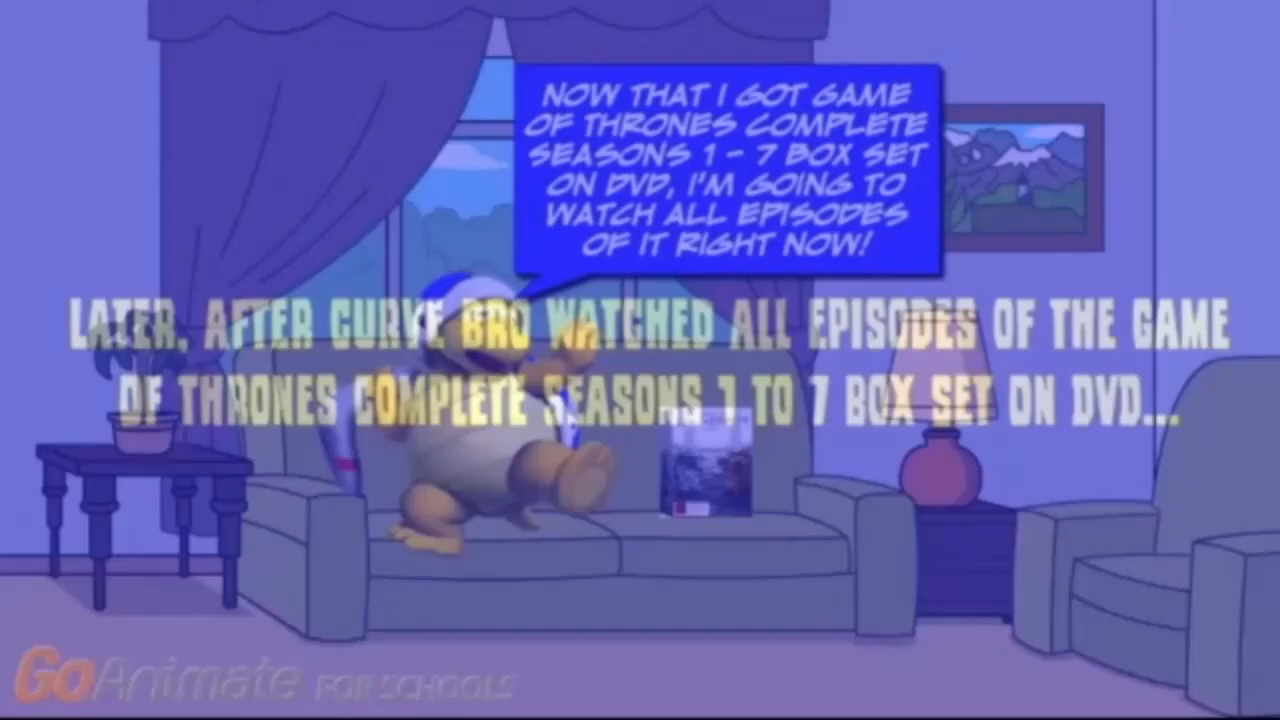 NOW THAT I GOT GAME
OF THRONES COMPLETE
SEASONS 1 - 7 BOX SET
ON DVD, I'M GOING TO
WATCH ALL EPISODES
OF IT RIGHT NOW!
LATER, AFTER CURVE BRO WATCHED ALL EPISODES OF THE GAME
OF THRONES COMPLETE SEASONS 1 TO 7 BOX SET ON DVD...
GoAnimate FOR SCHOOLS